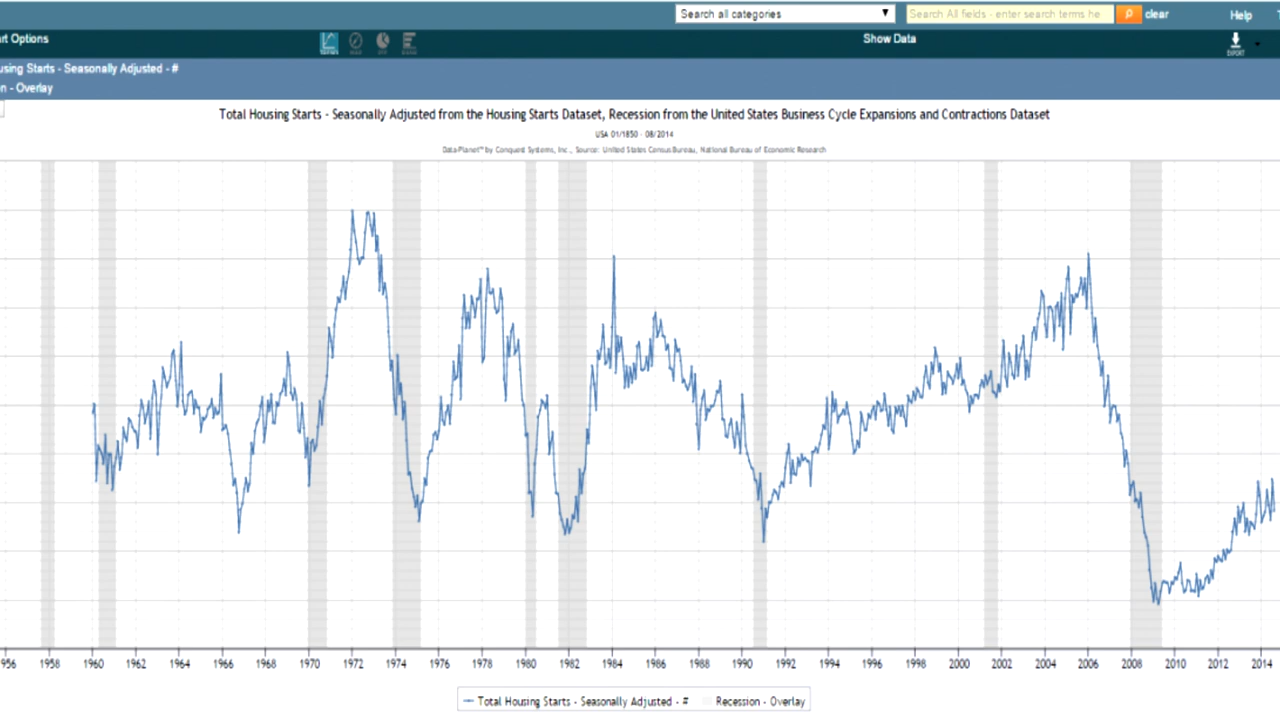 Search all categories
Search All fields - enter search terms he
clear
Help
rt Options
Show Data
EXPORT
using Starts - Seasonally Adjusted - #
n - Overlay
Total Housing Starts - Seasonally Adjusted from the Housing Starts Dataset, Recession from the United States Business Cycle Expansions and Contractions Dataset
USA 01/1850 - 08/2014
Data-Planet™ by Conquest Systems, Inc., Source: United States Census Bureau, National Bureau of Economic Research
956 1958 1960 1962 1964 1966 1968 1970 1972 1974 1976 1978 1980 1982 1984 1986 1988 1990 1992 1994 1996 1998 2000 2002 2004 2006 2008 2010 2012 2014
Total Housing Starts - Seasonally Adjusted - # Recession - Overlay